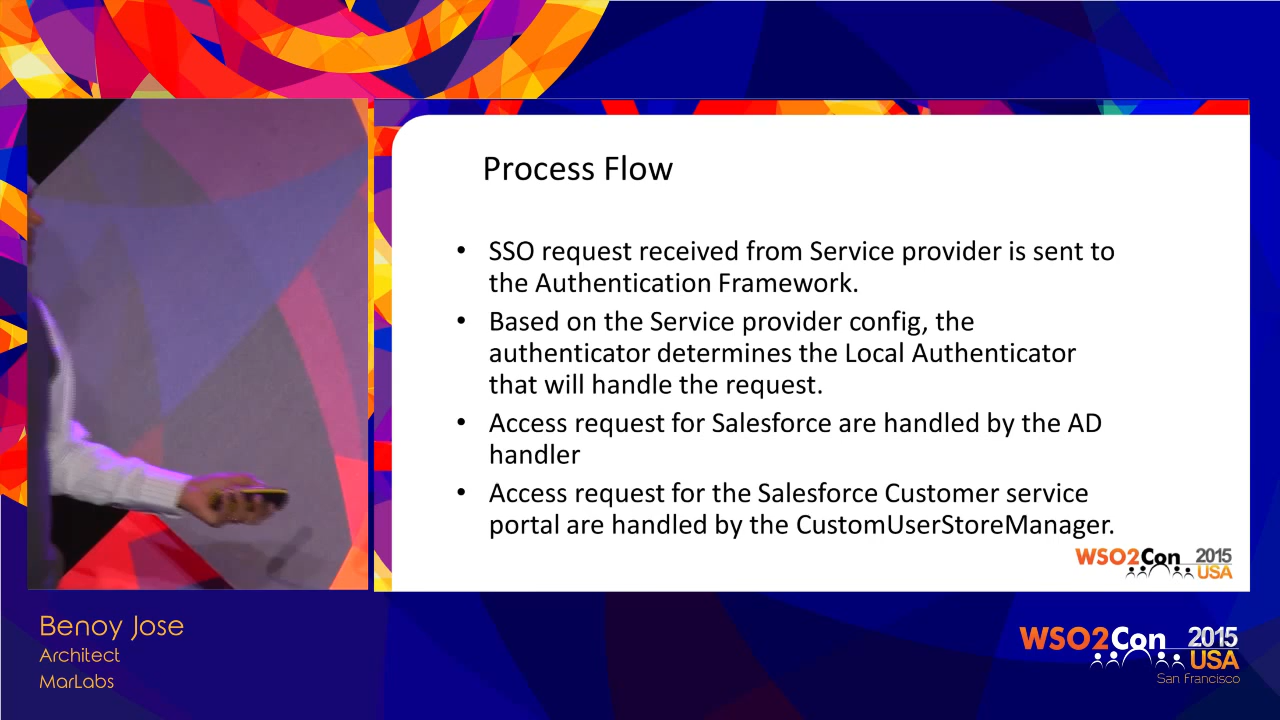 Process Flow
• SSO request received from Service provider is sent to
the Authentication Framework.
• Based on the Service provider config, the
authenticator determines the Local Authenticator
that will handle the request.
• Access request for Salesforce are handled by the AD
handler
• Access request for the Salesforce Customer service
portal are handled by the CustomUserStoreManager.
WSO2Con 2015
USA
Benoy Jose
Architect
MarLabs
WSO2Con 2015
USA
San Francisco